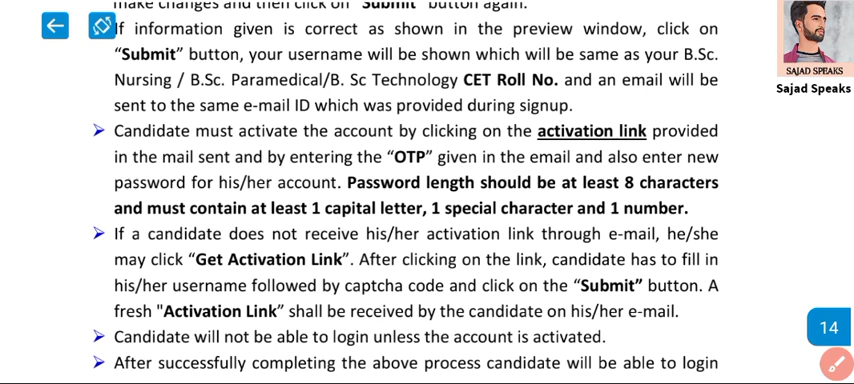 make changes and then click on "Submit" button again.
If information given is correct as shown in the preview window, click on
“Submit” button, your username will be shown which will be same as your B.Sc.
Nursing / B.Sc. Paramedical/B. Sc Technology CET Roll No. and an email will be
sent to the same e-mail ID which was provided during signup.
➢ Candidate must activate the account by clicking on the activation link provided
in the mail sent and by entering the “OTP” given in the email and also enter new
password for his/her account. Password length should be at least 8 characters
and must contain at least 1 capital letter, 1 special character and 1 number.
➢ If a candidate does not receive his/her activation link through e-mail, he/she
may click “Get Activation Link”. After clicking on the link, candidate has to fill in
his/her username followed by captcha code and click on the “Submit” button. A
fresh "Activation Link” shall be received by the candidate on his/her e-mail.
➢ Candidate will not be able to login unless the account is activated.
➢ After successfully completing the above process candidate will be able to login
SAJAD SPEAKS
Sajad Speaks
14